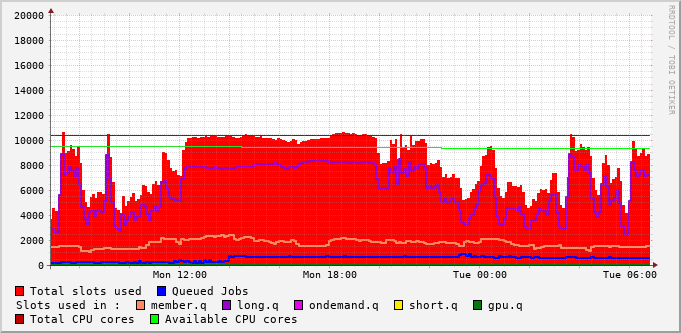 20000
18000
16000
14000
12000
10000
8000
6000
4000
2000
0
Mon 12:00 Mon 18:00 Tue 00:00 Tue 06:00
RRDTOOL / TOBI OETIKER
Total slots used Queued Jobs
Slots used in : member.q long.q ondemand.q short.q gpu.q
Total CPU cores Available CPU cores